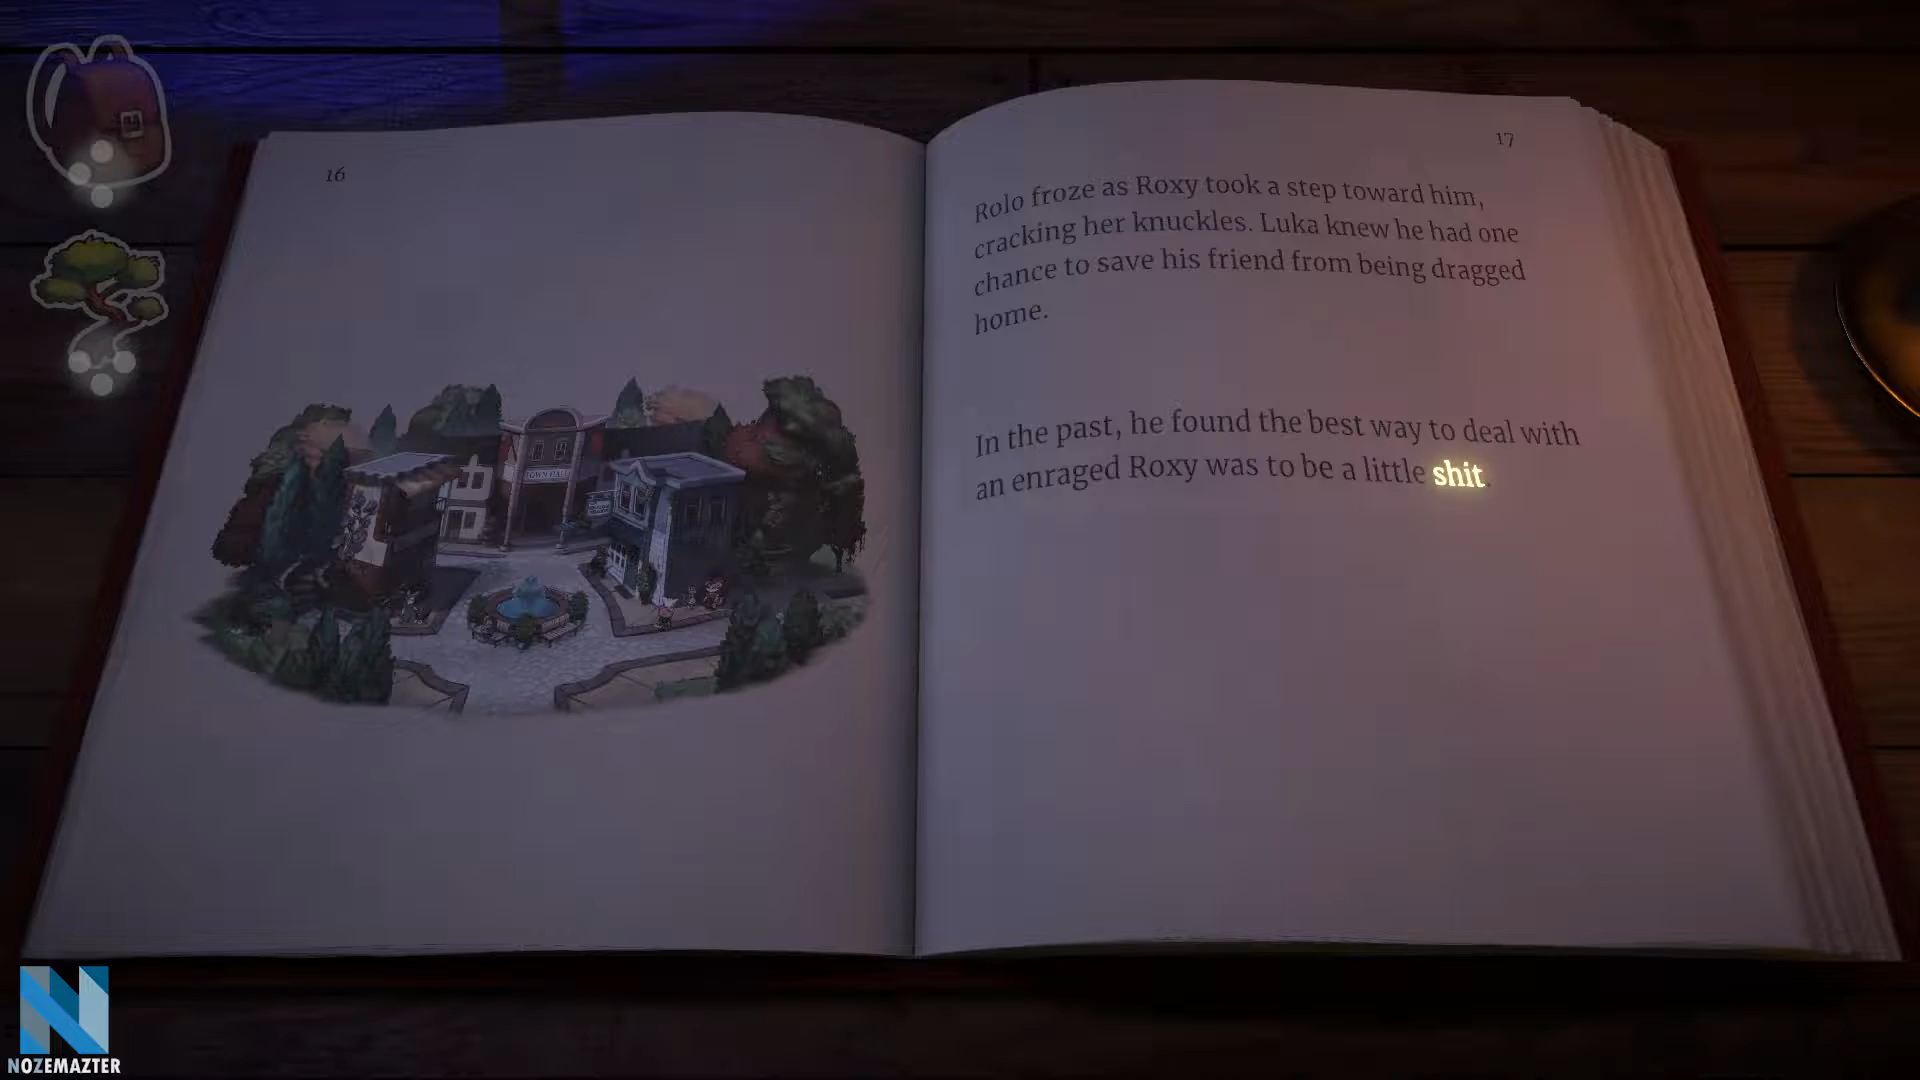 16
TOWN HALL
17
Rolo froze as Roxy took a step toward him,
cracking her knuckles. Luka knew he had one
chance to save his friend from being dragged
home.
In the past, he found the best way to deal with
an enraged Roxy was to be a little shit.
NOZEMAZTER